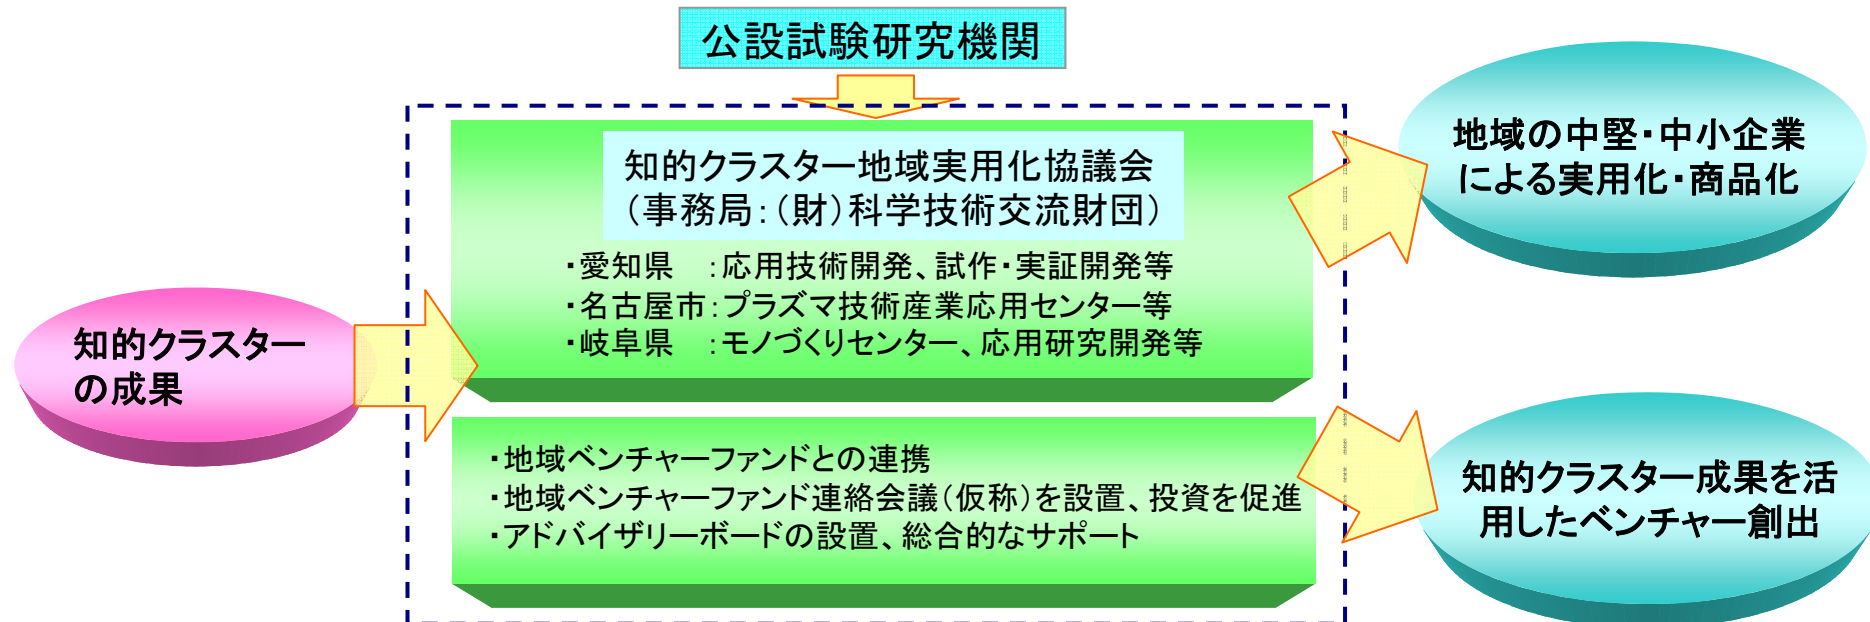 公設試験研究機関
知的クラスター地域実用化協議会
（事務局：（財）科学技術交流財団）
・愛知県　：応用技術開発、試作・実証開発等
・名古屋市：プラズマ技術産業応用センター等
・岐阜県　：モノづくりセンター、応用研究開発等
知的クラスター
の成果
・地域ベンチャーファンドとの連携
・地域ベンチャーファンド連絡会議（仮称）を設置、投資を促進
・アドバイザリーボードの設置、総合的なサポート
地域の中堅・中小企業
による実用化・商品化
知的クラスター成果を活
用したベンチャー創出